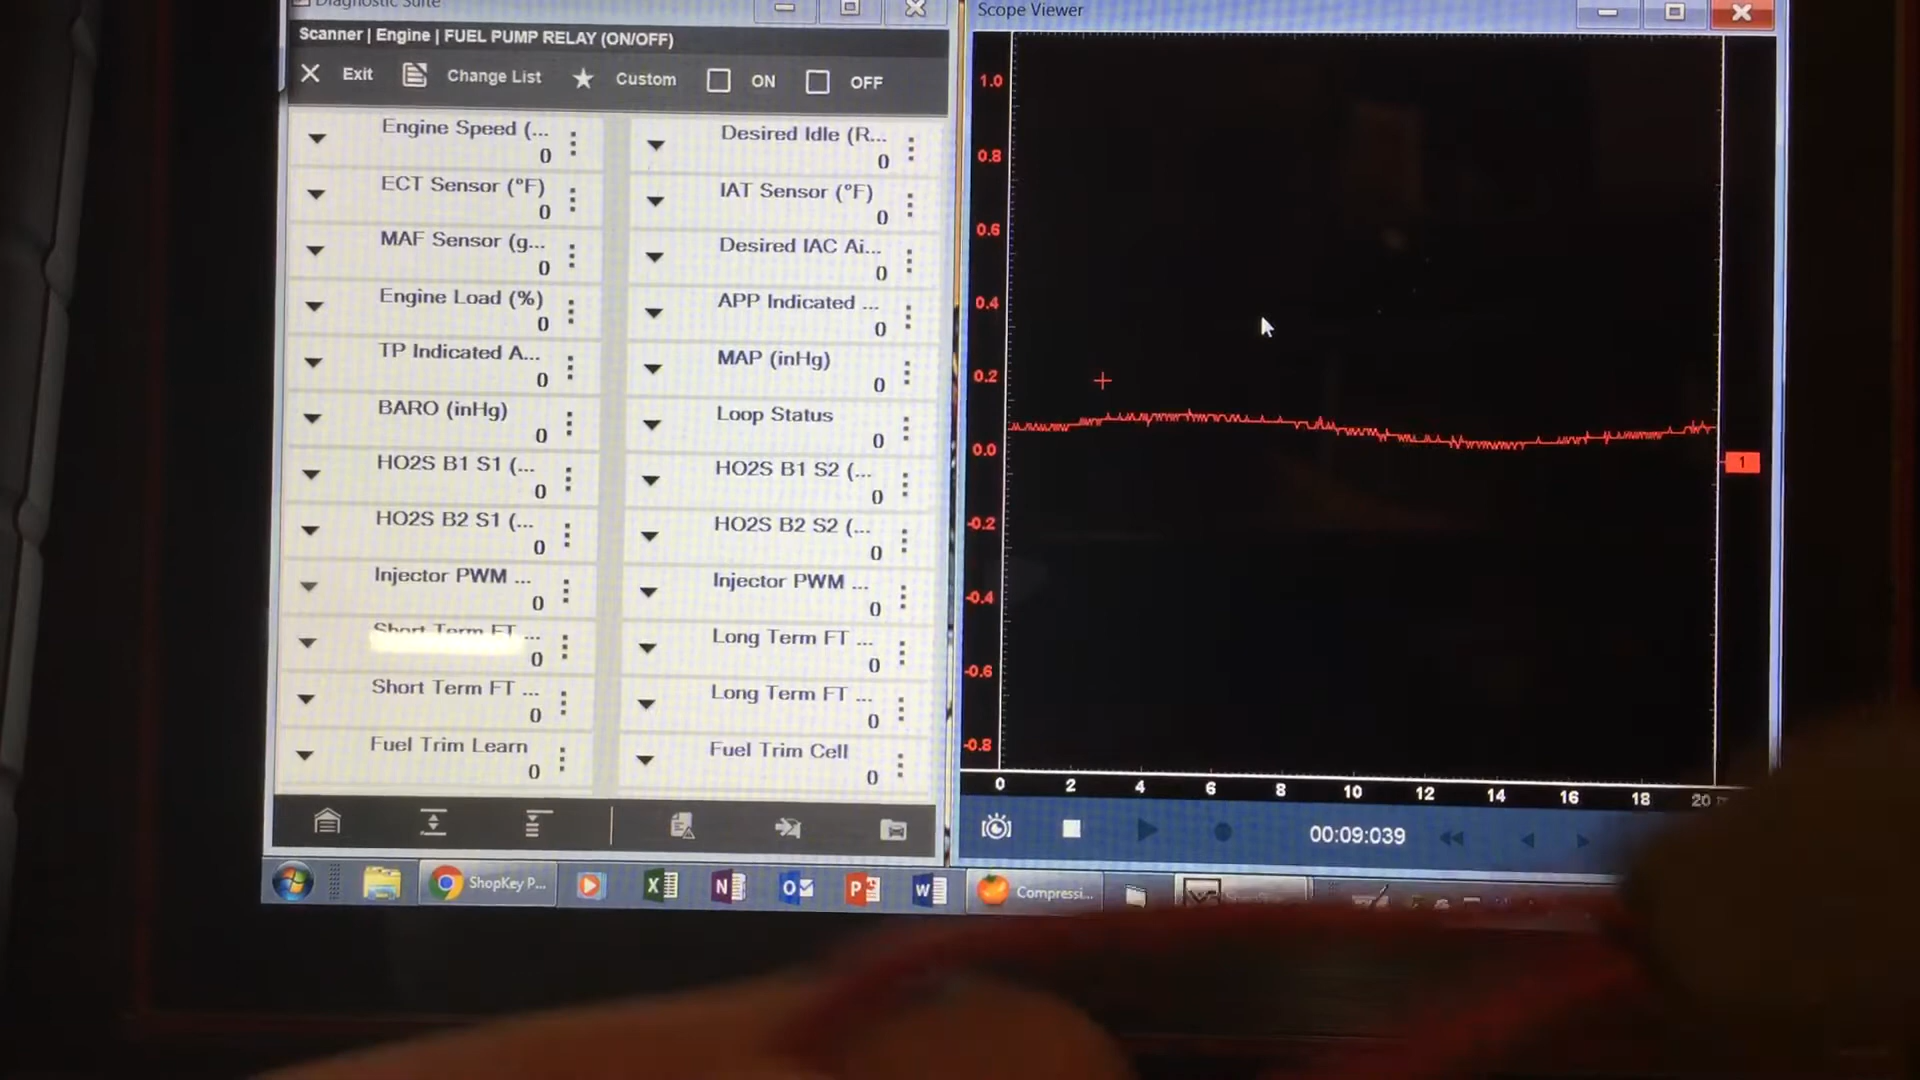 Diagnostic Suite
Scanner | Engine | FUEL PUMP RELAY (ON/OFF)
Exit Change List Custom ON OFF
Engine Speed (...
0
Desired Idle (R...
0
ECT Sensor (°F)
0
IAT Sensor (°F)
0
MAF Sensor (g...
0
Desired IAC Ai...
0
Engine Load (%)
0
APP Indicated ...
0
TP Indicated A...
0
MAP (inHg)
0
BARO (inHg)
0
Loop Status
0
HO2S B1 S1 (...
0
HO2S B1 S2 (...
0
HO2S B2 S1 (...
0
HO2S B2 S2 (...
0
Injector PWM ...
0
Injector PWM ...
0
Short Term FT ...
0
Long Term FT ...
0
Short Term FT ...
0
Long Term FT ...
0
Fuel Trim Learn
0
Fuel Trim Cell
0
Scope Viewer
1.0
0.8
0.6
0.4
0.2
0.0
-0.2
-0.4
-0.6
-0.8
1
0 2 4 6 8 10 12 14 16 18 20
00:09:039
ShopKey P...
Compressi...